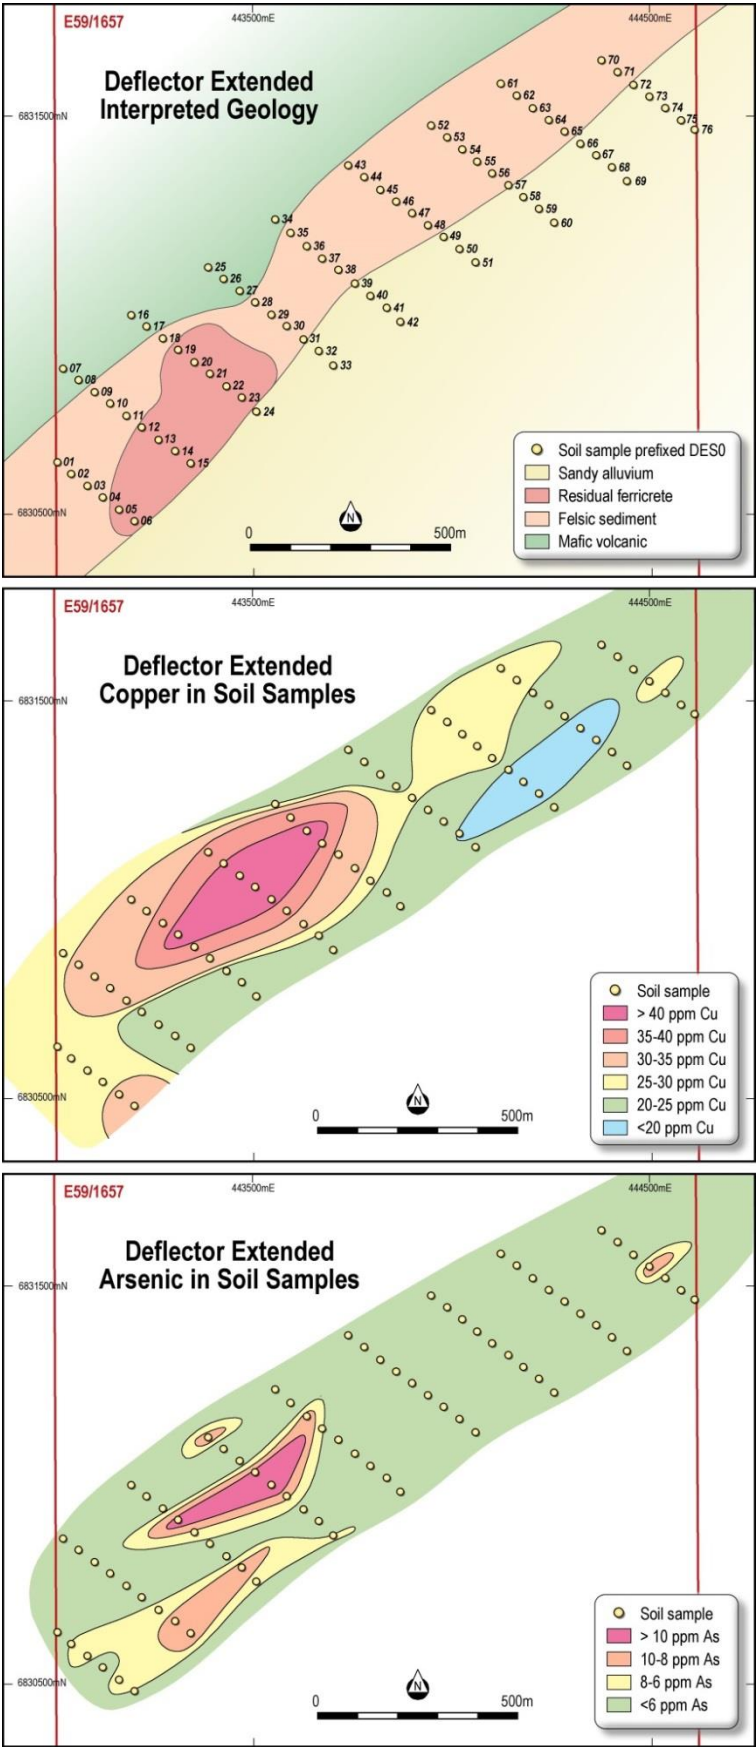 E59/1657
443500mE
444500mE
Deflector Extended
Interpreted Geology
6831500mN
70
71
72
73
74
75
76
61
62
63
64
65
66
67
68
69
52
53
54
55
56
57
58
59
60
43
44
45
46
47
48
49
50
51
34
35
36
37
38
39
40
41
42
25
26
27
28
29
30
31
32
33
16
17
18
19
20
21
22
23
24
07
08
09
10
11
12
13
14
15
01
02
03
04
05
06
6830500mN
N
0 500m
Soil sample prefixed DES0
Sandy alluvium
Residual ferricrete
Felsic sediment
Mafic volcanic
E59/1657
443500mE
444500mE
Deflector Extended
Copper in Soil Samples
6831500mN
6830500mN
N
0 500m
Soil sample
> 40 ppm Cu
35-40 ppm Cu
30-35 ppm Cu
25-30 ppm Cu
20-25 ppm Cu
<20 ppm Cu
E59/1657
443500mE
444500mE
Deflector Extended
Arsenic in Soil Samples
6831500mN
6830500mN
N
0 500m
Soil sample
> 10 ppm As
10-8 ppm As
8-6 ppm As
<6 ppm As